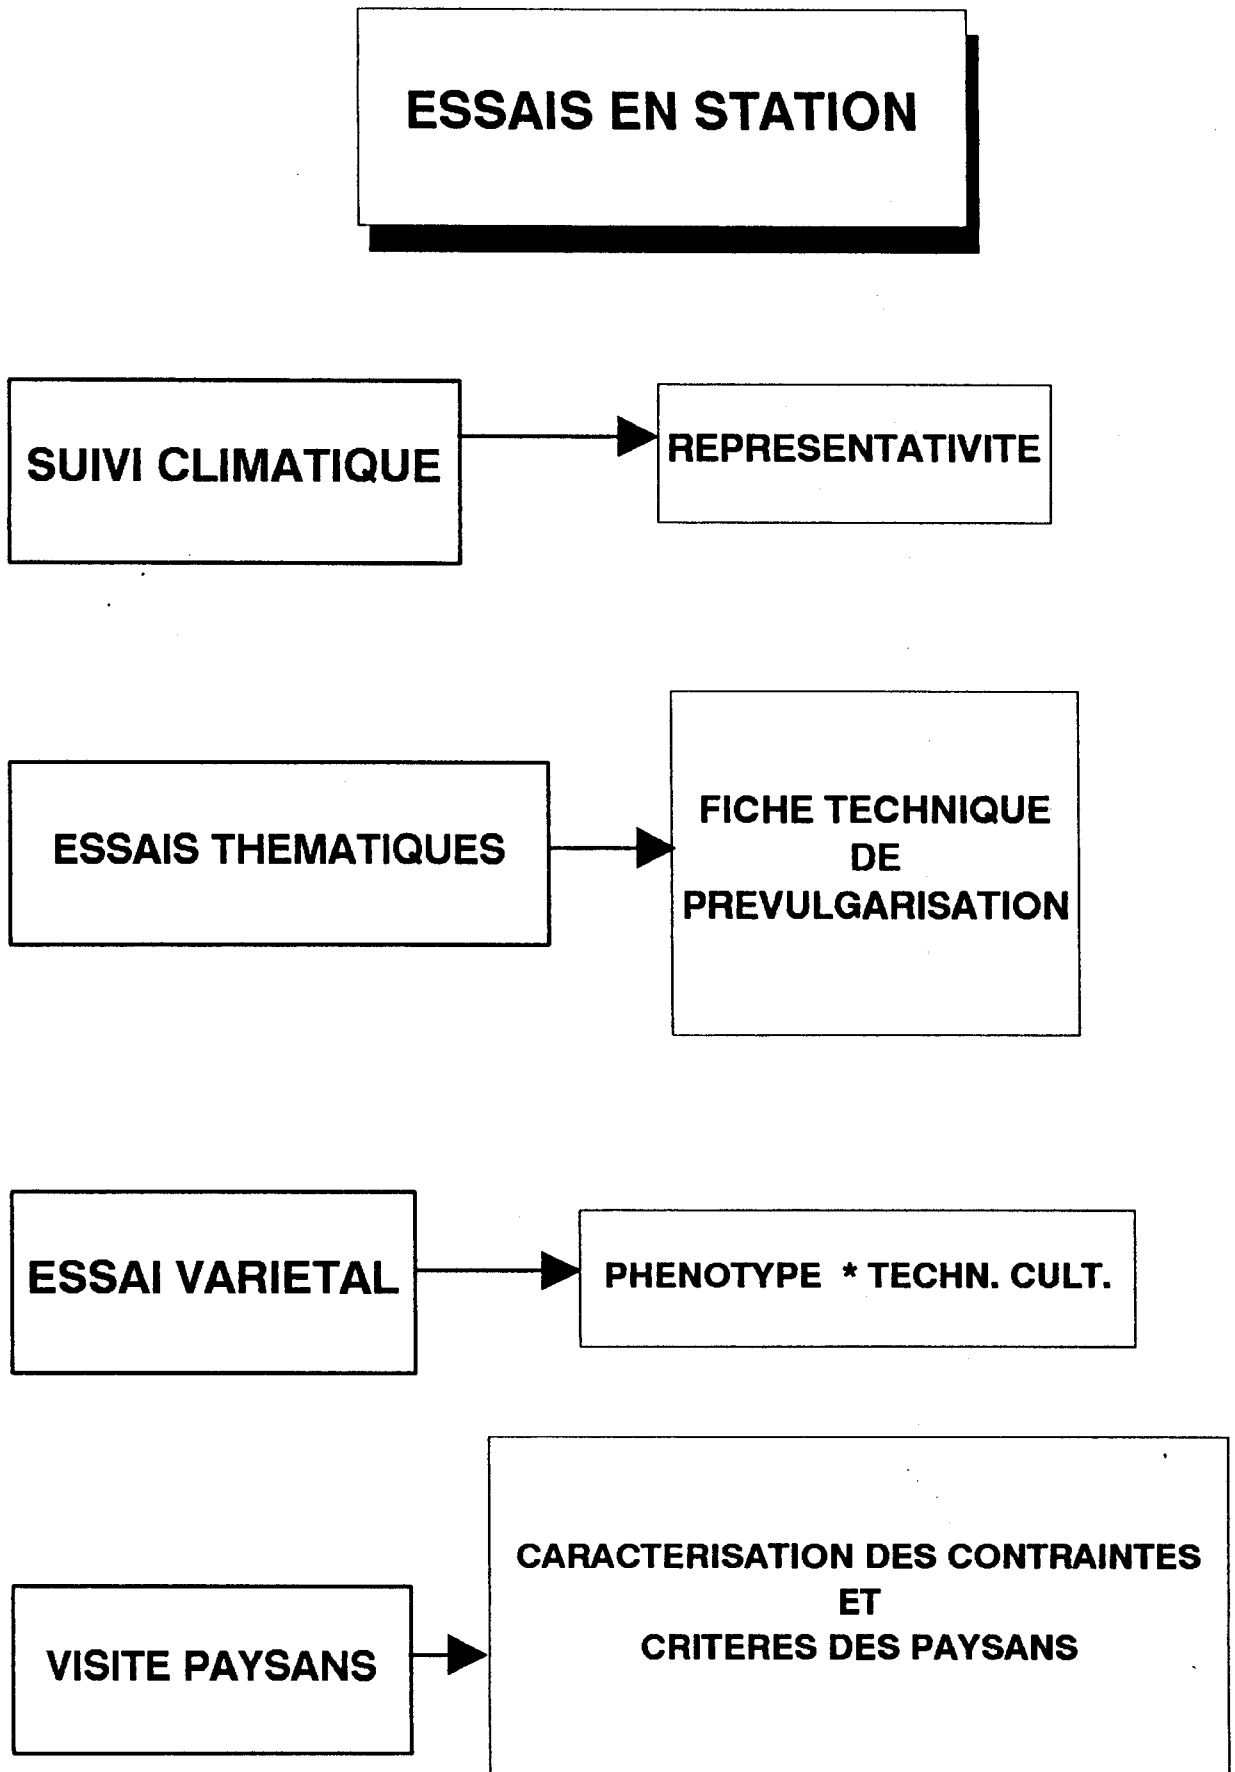 ESSAIS EN STATION
SUIVI CLIMATIQUE
REPRESENTATIVITE
ESSAIS THEMATIQUES
FICHE TECHNIQUE
DE
PREVULGARISATION
ESSAI VARIETAL
PHENOTYPE * TECHN. CULT.
VISITE PAYSANS
CARACTERISATION DES CONTRAINTES
ET
CRITERES DES PAYSANS